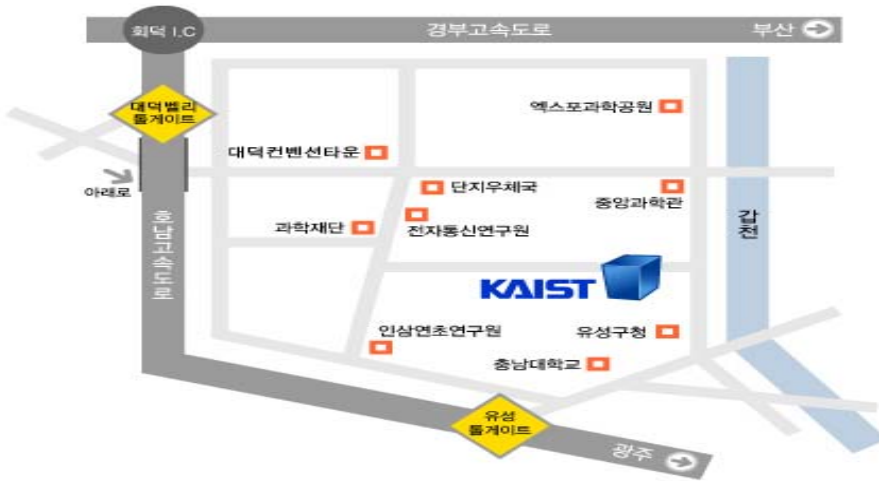 회덕 I.C
경부고속도로
부산
대덕벨리
톨게이트
엑스포과학공원
대덕컨벤션타운
아래로
단지우체국
중앙과학관
과학재단
전자통신연구원
갑천
호남고속도로
KAIST
인삼연초연구원
유성구청
충남대학교
유성
톨게이트
광주